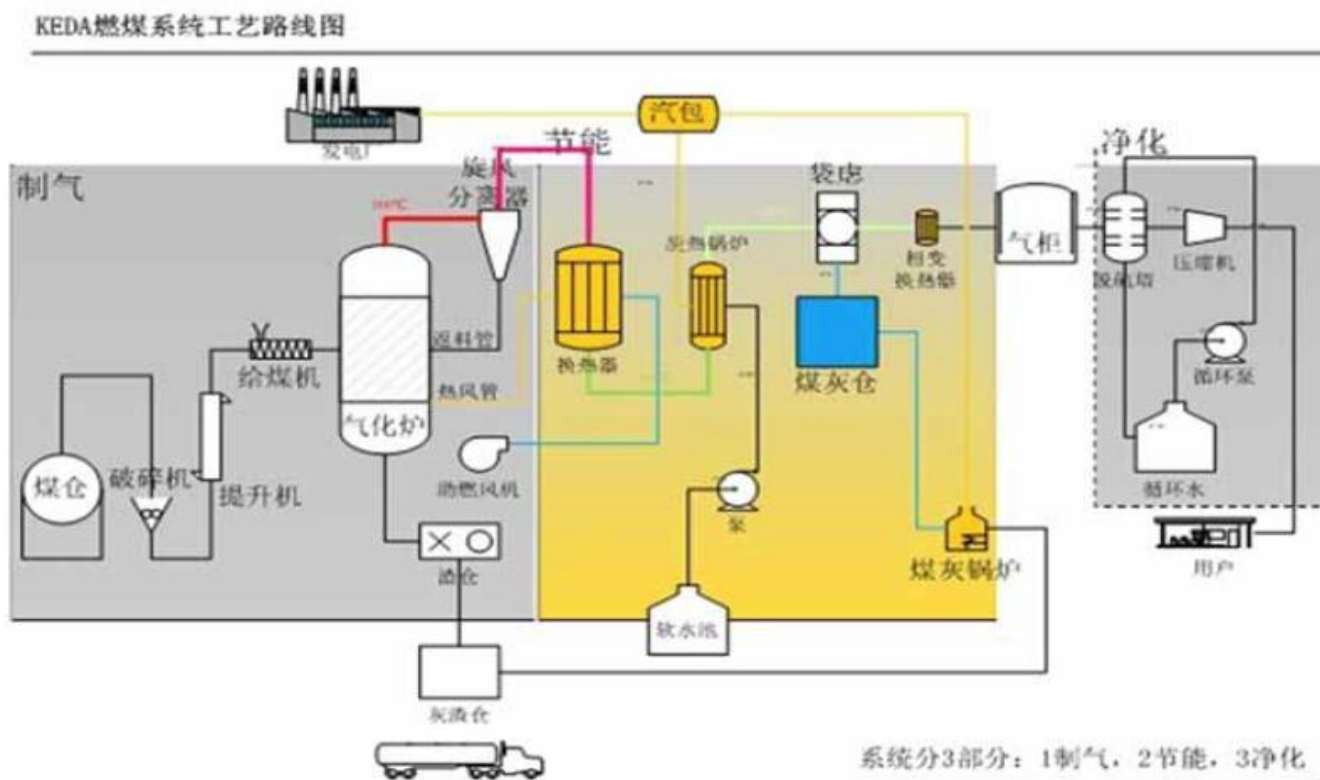 KEDA燃煤系统工艺路线图
汽包
发电厂
节能
净化
制气
旋风
分离器
袋虑
废热锅炉
气柜
相变
换热器
脱硫塔
压缩机
返料管
换热器
给煤机
煤灰仓
循环泵
热风管
气化炉
煤仓
破碎机
提升机
助燃风机
循环水
泵
渣仓
煤灰锅炉
用户
软水池
灰渣仓
系统分3部分：1制气，2节能，3净化